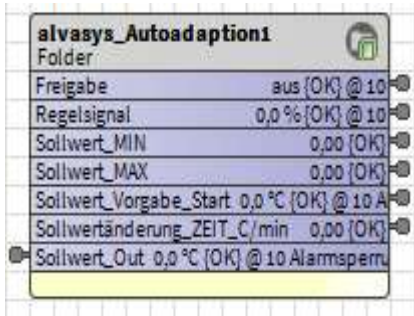 alvasys_Autoadaption1
Folder
Freigabe aus {OK} @ 10
Regelsignal 0,0 % {OK} @ 10
Sollwert_MIN 0,00 {OK}
Sollwert_MAX 0,00 {OK}
Sollwert_Vorgabe_Start 0,0 °C {OK} @ 10 A
Sollwertänderung_ZEIT_C/min 0,00 {OK}
Sollwert_Out 0,0 °C {OK} @ 10 Alarmsperru